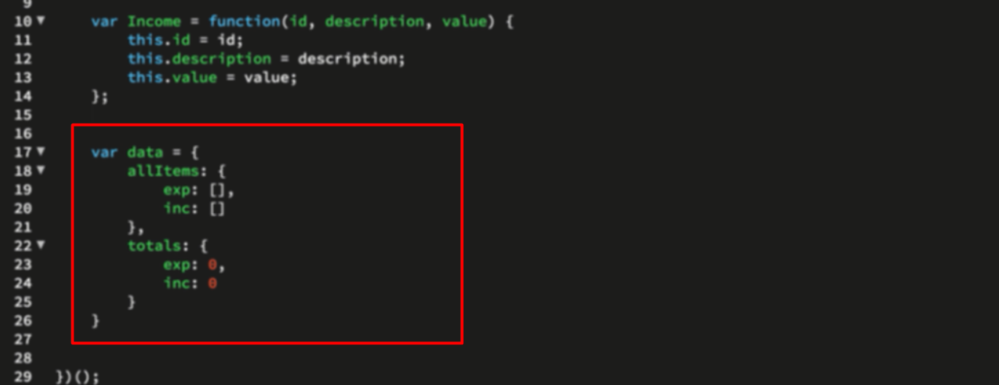 9
10 ▼ var Income = function(id, description, value) {
11 this.id = id;
12 this.description = description;
13 this.value = value;
14 };
15
16
17 ▼ var data = {
18 ▼ allItems: {
19 exp: [],
20 inc: []
21 },
22 ▼ totals: {
23 exp: 0,
24 inc: 0
25 }
26 }
27
28
29 })();